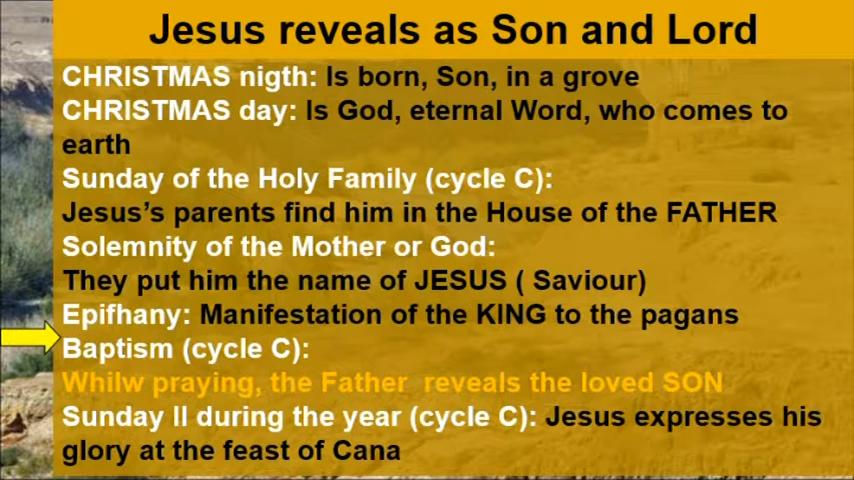 Jesus reveals as Son and Lord
CHRISTMAS nigth: Is born, Son, in a grove
CHRISTMAS day: Is God, eternal Word, who comes to
earth
Sunday of the Holy Family (cycle C):
Jesus’s parents find him in the House of the FATHER
Solemnity of the Mother or God:
They put him the name of JESUS ( Saviour)
Epifhany: Manifestation of the KING to the pagans
Baptism (cycle C):
Whilw praying, the Father reveals the loved SON
Sunday II during the year (cycle C): Jesus expresses his
glory at the feast of Cana